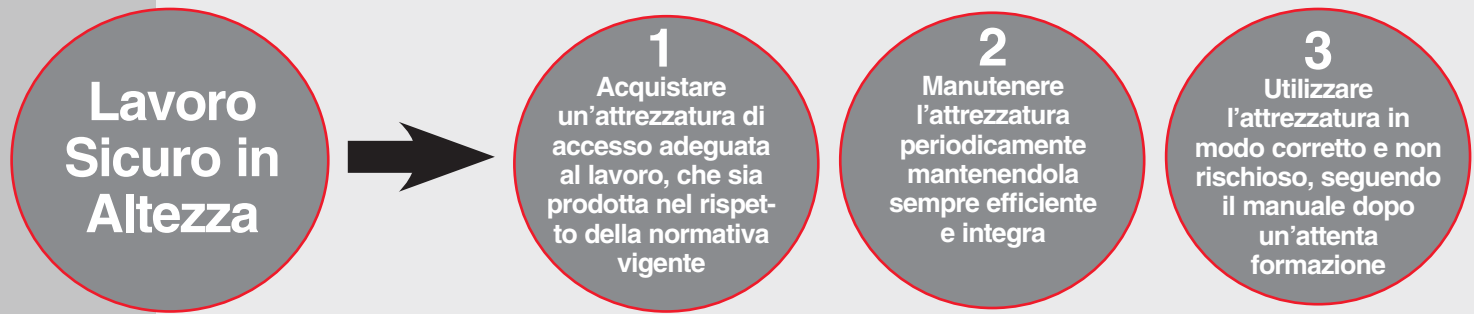 Lavoro
Sicuro in
Altezza
1
Acquistare
un'attrezzatura di
accesso adeguata
al lavoro, che sia
prodotta nel rispet-
to della normativa
vigente
2
Manutenere
l'attrezzatura
periodicamente
mantenendola
sempre efficiente
e integra
3
Utilizzare
l'attrezzatura in
modo corretto e non
rischioso, seguendo
il manuale dopo
un'attenta
formazione